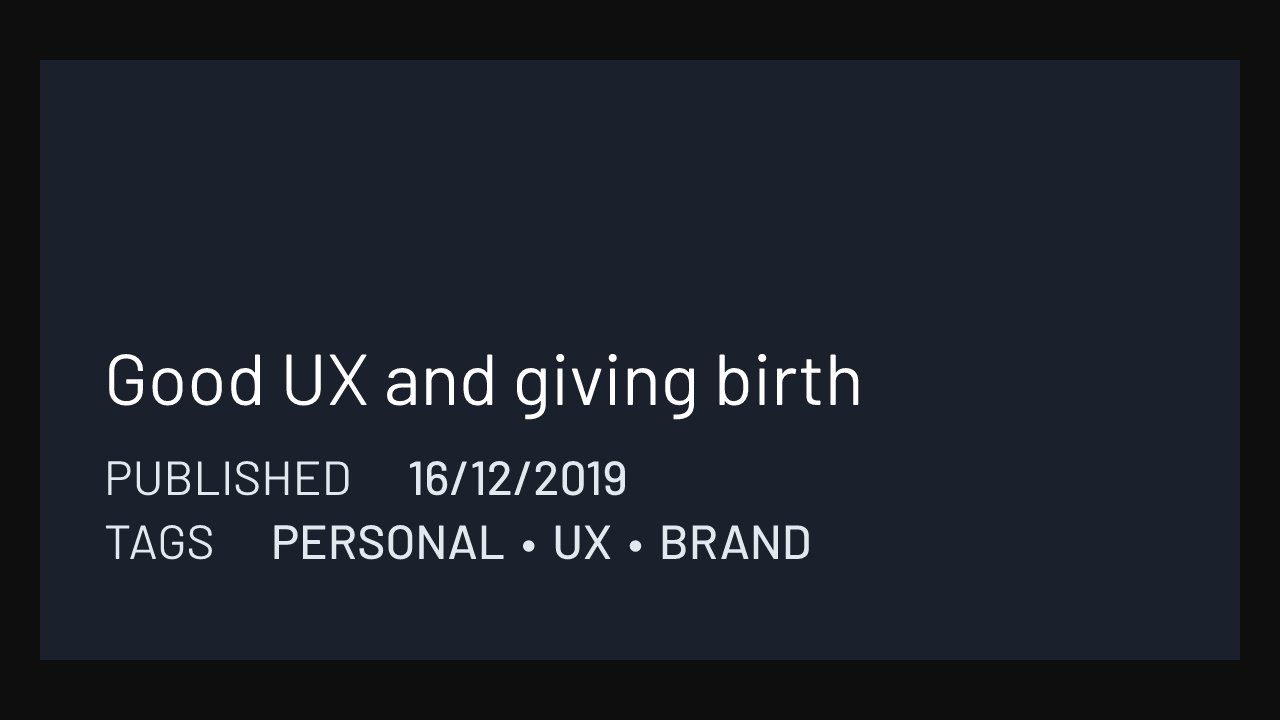 Good UX and giving birth
PUBLISHED 16/12/2019
TAGS PERSONAL • UX • BRAND